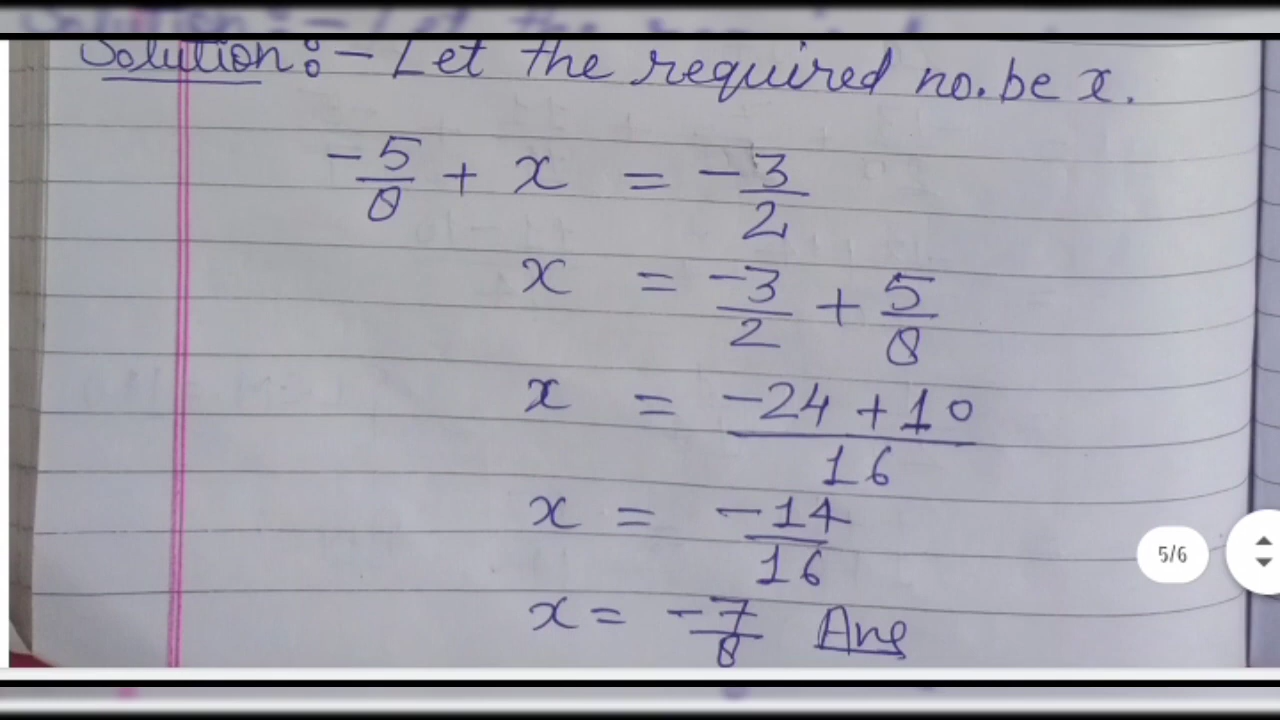 Solution:- Let the required no. be x.
-5/8 + x = -3/2
x = -3/2 + 5/8
x = -24 + 10/16
x = -14/16
5/6
x = -7/8 Ans